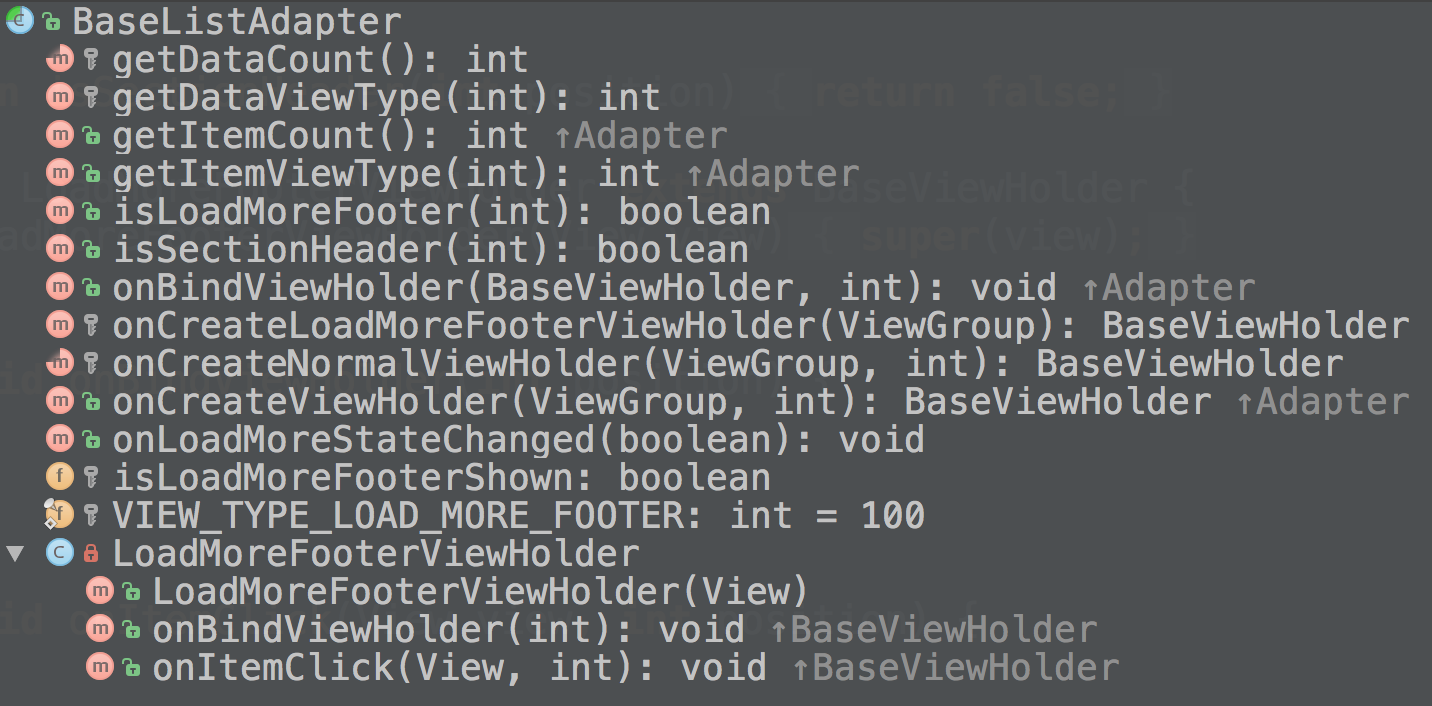 BaseListAdapter
getDataCount(): int
getDataViewType(int): int
getItemCount(): int ↑Adapter
getItemViewType(int): int ↑Adapter
isLoadMoreFooter(int): boolean
isSectionHeader(int): boolean
onBindViewHolder(BaseViewHolder, int): void ↑Adapter
onCreateLoadMoreFooterViewHolder(ViewGroup): BaseViewHolder
onCreateNormalViewHolder(ViewGroup, int): BaseViewHolder
onCreateViewHolder(ViewGroup, int): BaseViewHolder ↑Adapter
onLoadMoreStateChanged(boolean): void
isLoadMoreFooterShown: boolean
VIEW_TYPE_LOAD_MORE_FOOTER: int = 100
LoadMoreFooterViewHolder
LoadMoreFooterViewHolder(View)
onBindViewHolder(int): void ↑BaseViewHolder
onItemClick(View, int): void ↑BaseViewHolder